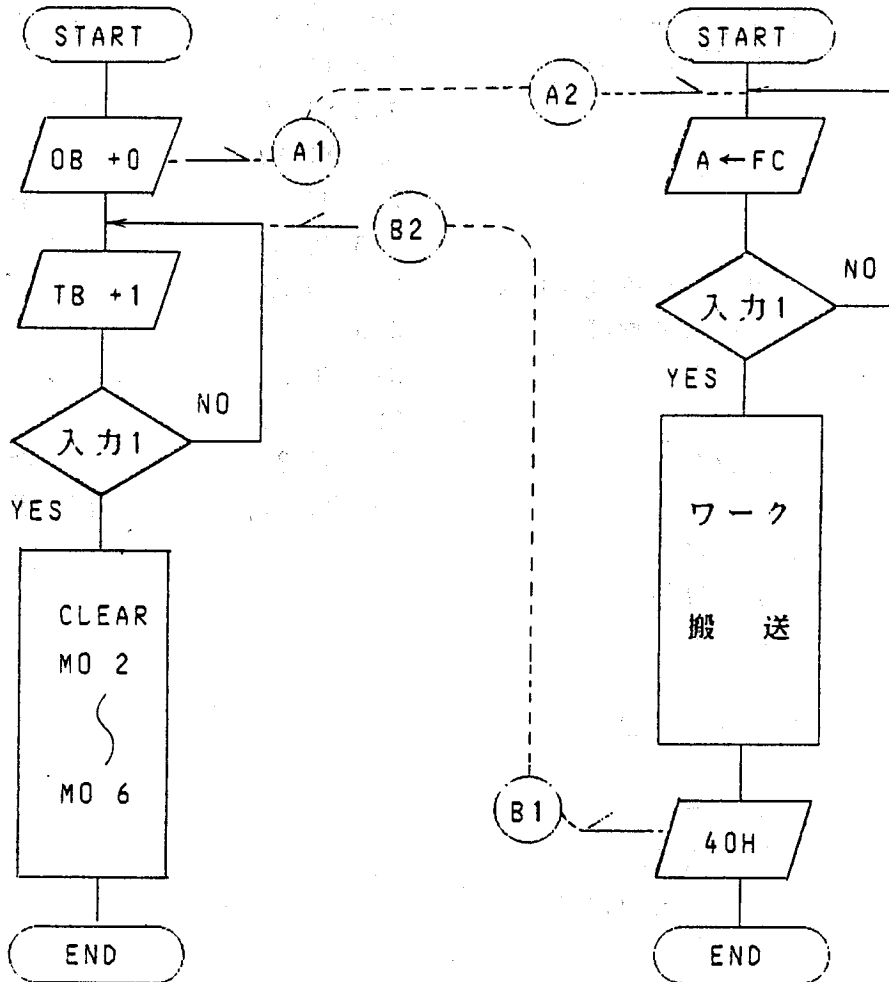 START
OB +0
A1
B2
TB +1
入力1
NO
YES
CLEAR
MO 2
MO 6
END
START
A2
A←FC
入力1
NO
YES
ワーク
搬 送
B1
40H
END